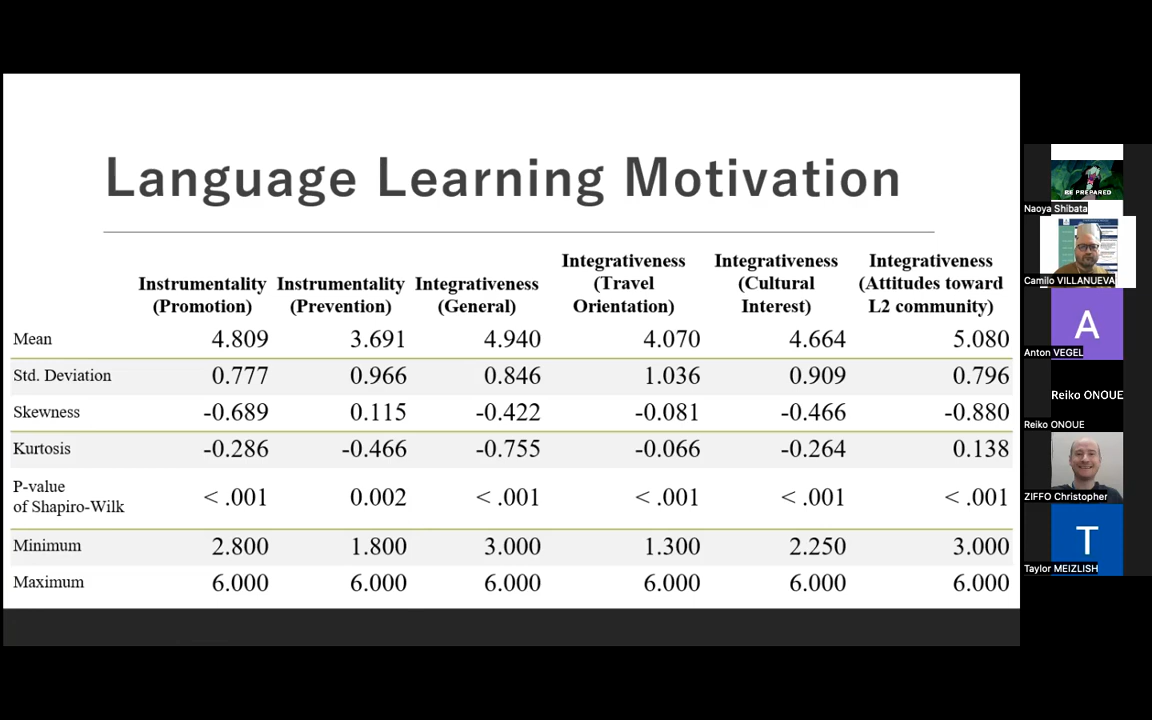 Language Learning Motivation
Instrumentality (Promotion) Instrumentality (Prevention) Integrativeness (General) Integrativeness (Travel Orientation) Integrativeness (Cultural Interest) Integrativeness (Attitudes toward L2 community)
Mean 4.809 3.691 4.940 4.070 4.664 5.080
Std. Deviation 0.777 0.966 0.846 1.036 0.909 0.796
Skewness -0.689 0.115 -0.422 -0.081 -0.466 -0.880
Kurtosis -0.286 -0.466 -0.755 -0.066 -0.264 0.138
P-value of Shapiro-Wilk < .001 0.002 < .001 < .001 < .001 < .001
Minimum 2.800 1.800 3.000 1.300 2.250 3.000
Maximum 6.000 6.000 6.000 6.000 6.000 6.000
BE PREPARED
Naoya Shibata
Camilo VILLANUEVA
A
Anton VEGEL
Reiko ONOUE
Reiko ONOUE
ZIFFO Christopher
T
Taylor MEIZLISH